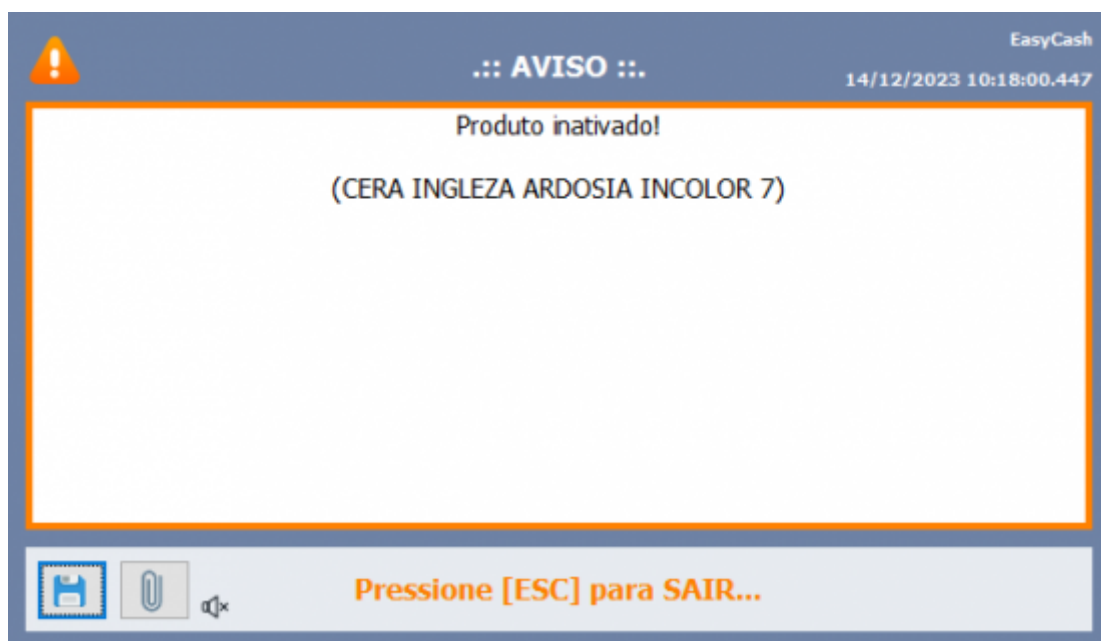 EasyCash
.:: AVISO ::.
14/12/2023 10:18:00.447
Produto inativado!
(CERA INGLEZA ARDOSIA INCOLOR 7)
Pressione [ESC] para SAIR...